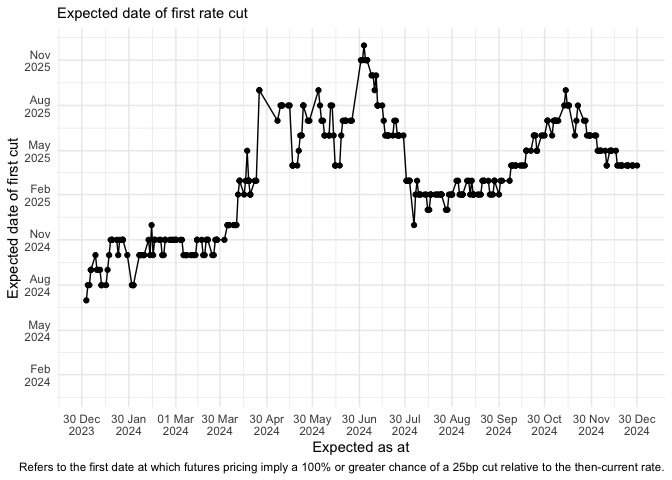 Expected date of first rate cut
Expected date of first cut
Nov
2025
Aug
2025
May
2025
Feb
2025
Nov
2024
Aug
2024
May
2024
Feb
2024
30 Dec
2023
30 Jan
2024
01 Mar
2024
30 Mar
2024
30 Apr
2024
30 May
2024
30 Jun
2024
30 Jul
2024
30 Aug
2024
30 Sep
2024
30 Oct
2024
30 Nov
2024
30 Dec
2024
Expected as at
Refers to the first date at which futures pricing imply a 100% or greater chance of a 25bp cut relative to the then-current rate.